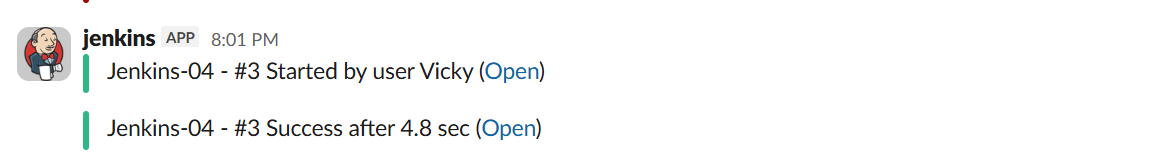 jenkins APP 8:01 PM
Jenkins-04 - #3 Started by user Vicky (Open)
Jenkins-04 - #3 Success after 4.8 sec (Open)